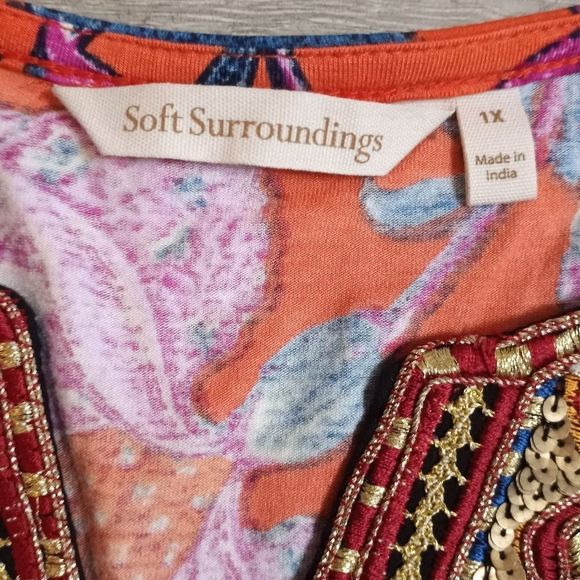 Soft Surroundings
1X
Made in
India